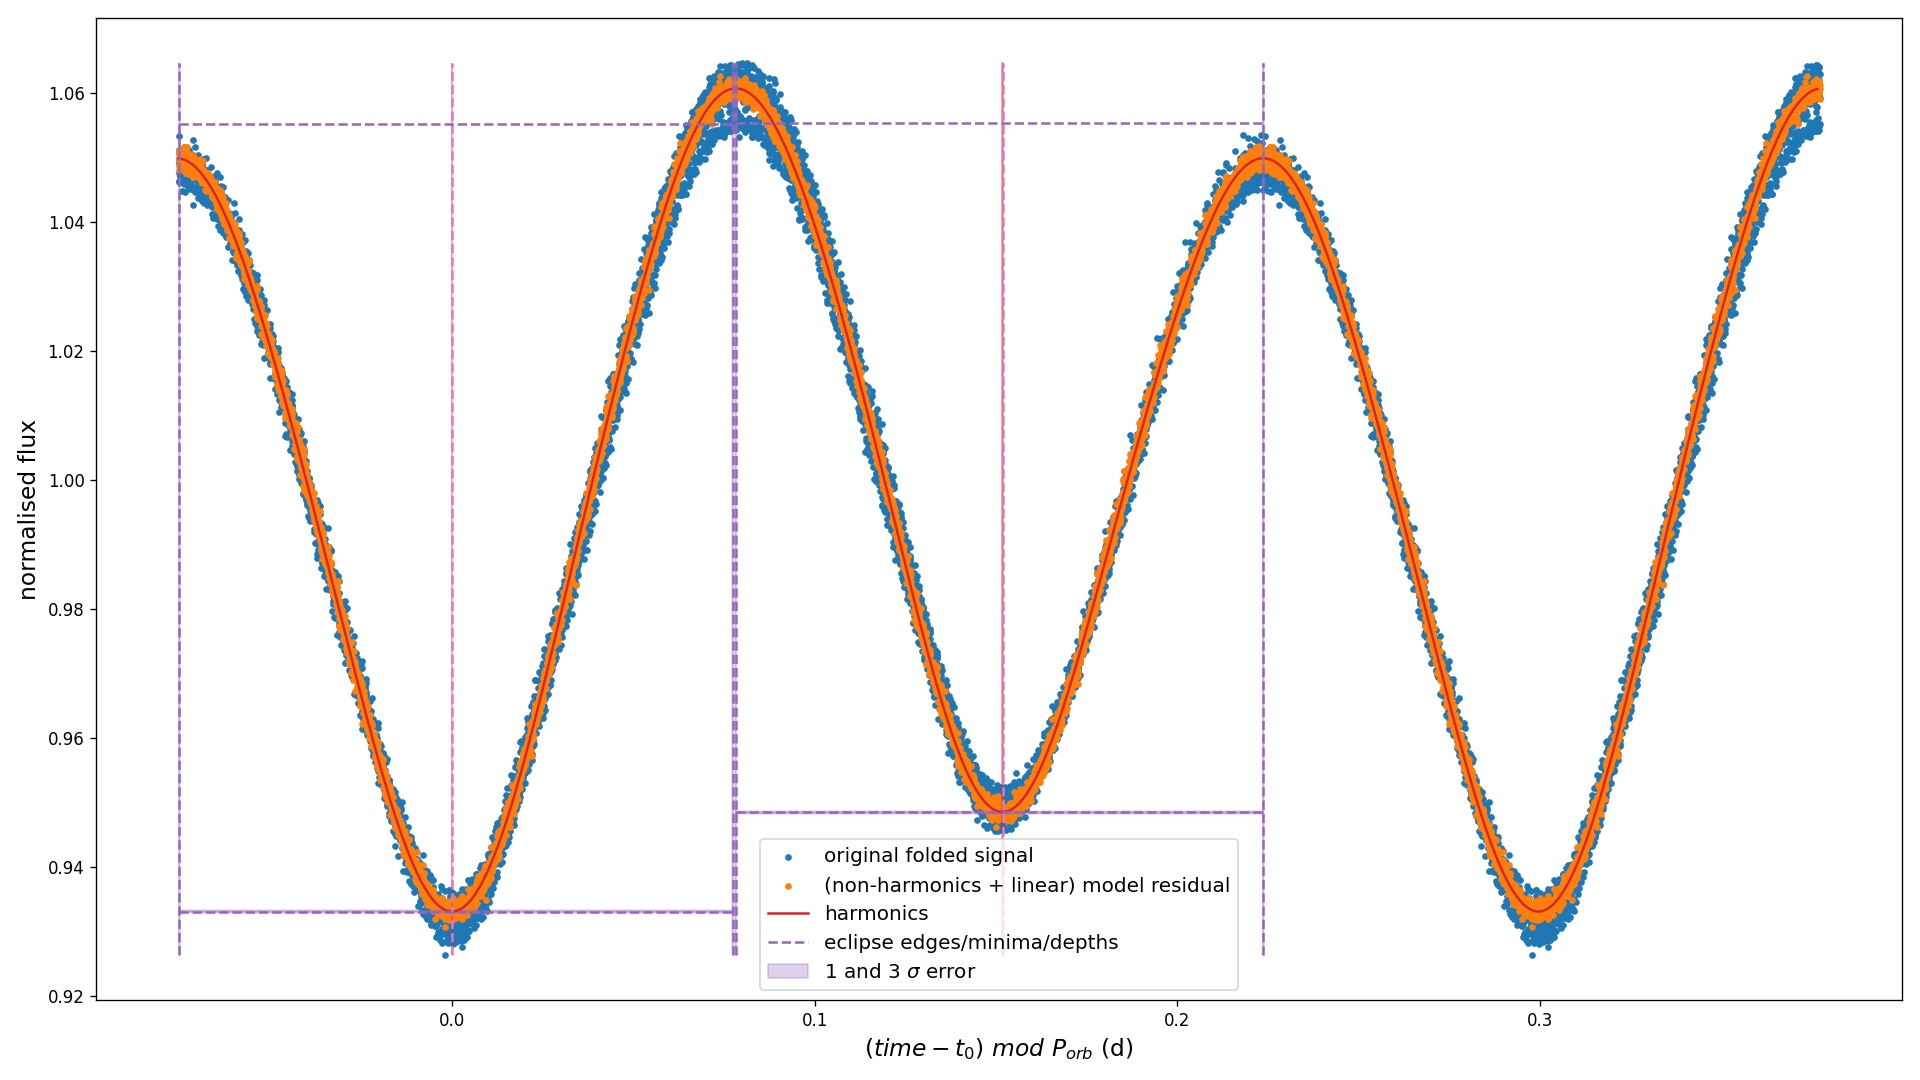 normalised flux
1.06
1.04
1.02
1.00
0.98
0.96
0.94
0.92
0.0
0.1
0.2
0.3
(time − t₀) mod Pₒᵣb (d)
original folded signal
(non-harmonics + linear) model residual
harmonics
eclipse edges/minima/depths
1 and 3 σ error